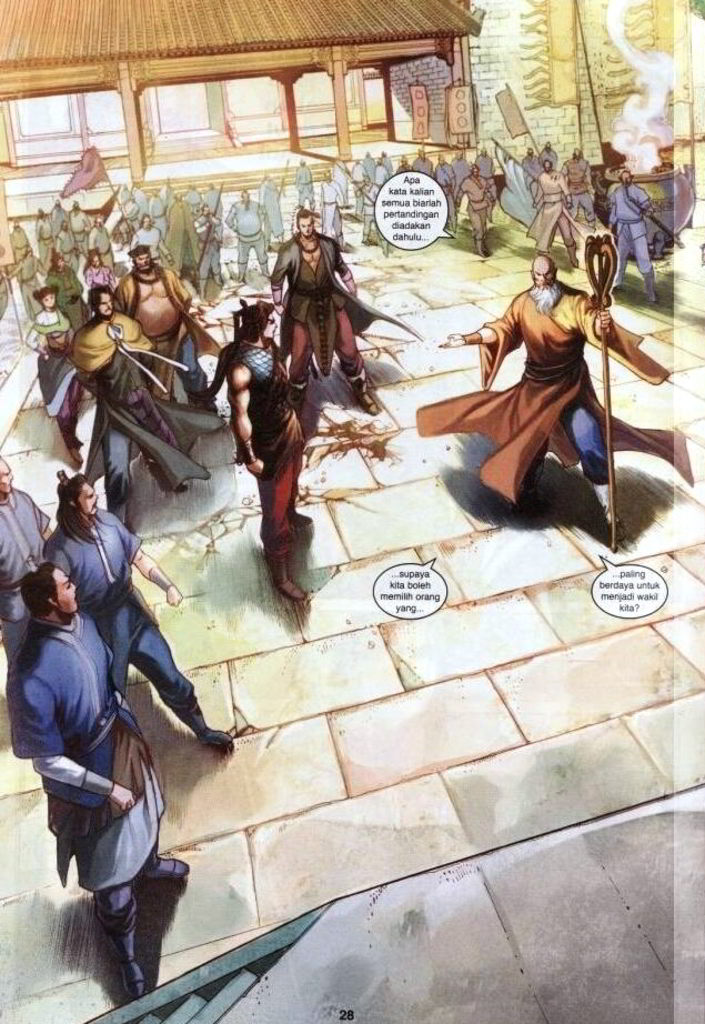 Apa
kata kalian
semua biarlah
pertandingan
diadakan
dahulu...
...supaya
kita boleh
memilih orang
yang...
...paling
berdaya untuk
menjadi wakil
kita?
28